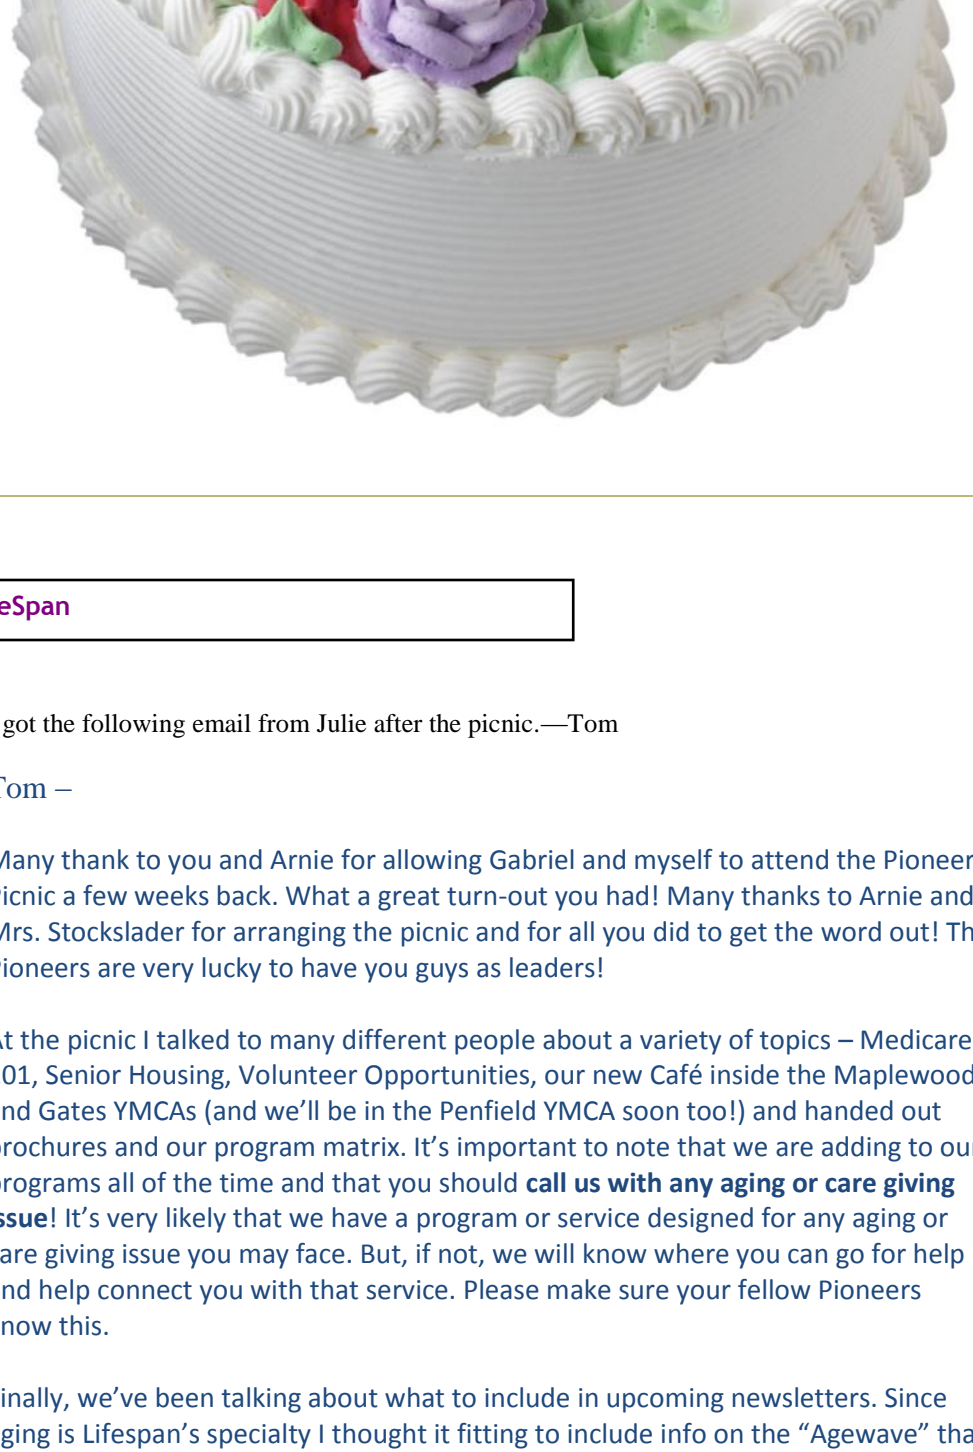 eSpan
got the following email from Julie after the picnic.—Tom
Tom –
Many thank to you and Arnie for allowing Gabriel and myself to attend the Pioneer
Picnic a few weeks back. What a great turn-out you had! Many thanks to Arnie and
Mrs. Stockslader for arranging the picnic and for all you did to get the word out! Th
Pioneers are very lucky to have you guys as leaders!
At the picnic I talked to many different people about a variety of topics – Medicare
01, Senior Housing, Volunteer Opportunities, our new Café inside the Maplewood
nd Gates YMCAs (and we’ll be in the Penfield YMCA soon too!) and handed out
brochures and our program matrix. It’s important to note that we are adding to our
programs all of the time and that you should call us with any aging or care giving
issue! It’s very likely that we have a program or service designed for any aging or
are giving issue you may face. But, if not, we will know where you can go for help
nd help connect you with that service. Please make sure your fellow Pioneers
now this.
inally, we’ve been talking about what to include in upcoming newsletters. Since
ging is Lifespan’s specialty I thought it fitting to include info on the “Agewave” tha